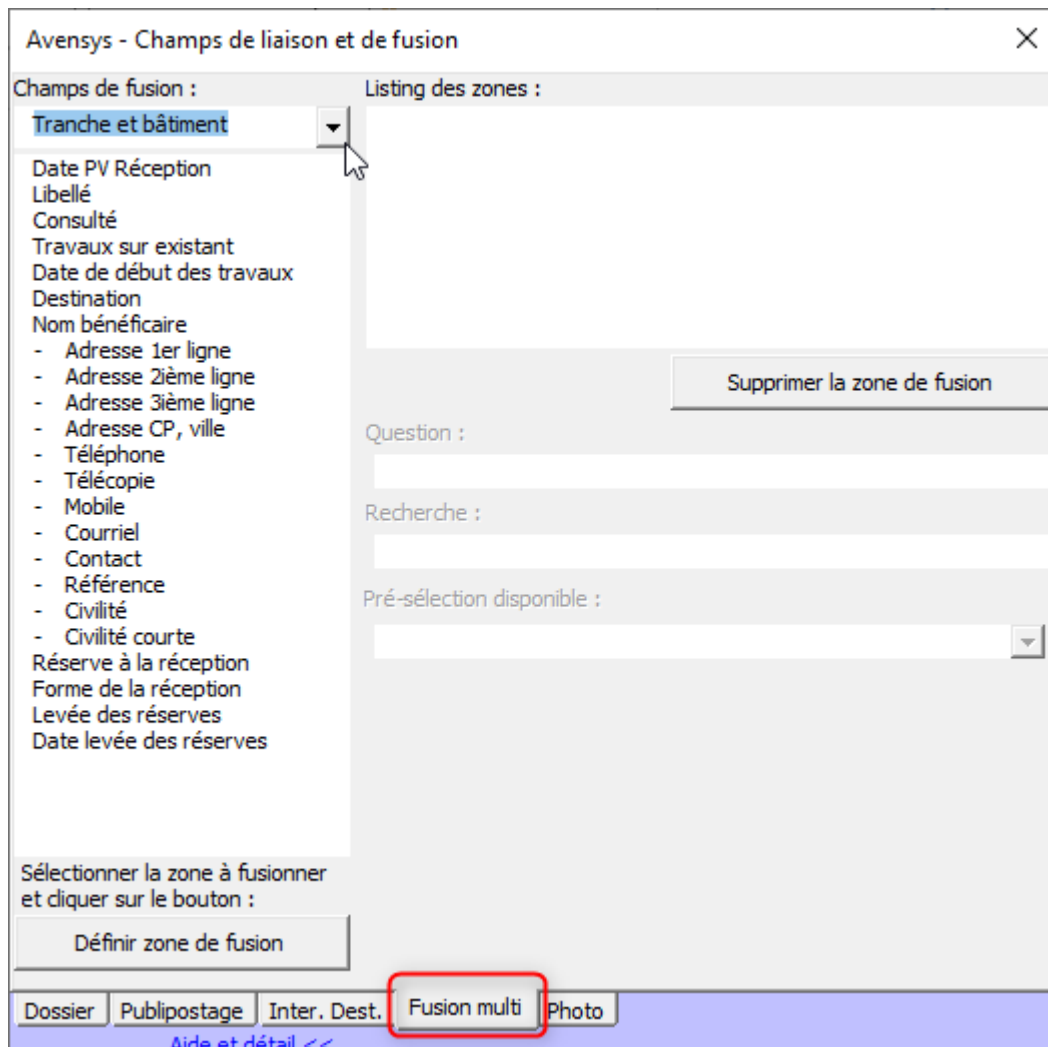 Avensys - Champs de liaison et de fusion
Champs de fusion :
Tranche et bâtiment
Date PV Réception
Libellé
Consulté
Travaux sur existant
Date de début des travaux
Destination
Nom bénéficaire
- Adresse 1er ligne
- Adresse 2ième ligne
- Adresse 3ième ligne
- Adresse CP, ville
- Téléphone
- Télécopie
- Mobile
- Courriel
- Contact
- Référence
- Civilité
- Civilité courte
Réserve à la réception
Forme de la réception
Levée des réserves
Date levée des réserves
Sélectionner la zone à fusionner
et cliquer sur le bouton :
Définir zone de fusion
Listing des zones :
Supprimer la zone de fusion
Question :
Recherche :
Pré-sélection disponible :
Dossier Publipostage Inter. Dest. Fusion multi Photo
Aide et détail <<